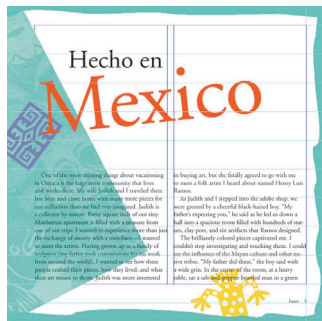 Hecho en
Mexico
One of the most exciting things about vacationing
in Oaxaca is the large artist community that lives
and works there. My wife Judith and I traveled there
last May and came home with many more pieces for
our collection than we had ever imagined. Judith is
a collector by nature. Every square inch of our tiny
Manhattan apartment is filled with a treasure from
one of our trips. I wanted to experience more than just
the exchange of money with a merchant—I wanted
to meet the artist. Having grown up in a family of
sculptors (my father took commissions for his work
from around the world), I wanted to see how these
people crafted their pieces, how they lived, and what
their art meant to them. Judith was more interested
in buying art, but she finally agreed to go with me
to meet a folk artist I heard about named Henry Luis
Ramos.
As Judith and I stepped into the adobe shop, we
were greeted by a cheerful black-haired boy. "My
father's expecting you," he said as he led us down a
hall into a spacious room filled with hundreds of stat-
ues, clay pots, and tin artifacts that Ramos designed.
The brilliantly colored pieces captivated me. I
couldn't stop investigating and touching them. I could
see the influence of the Mayan culture and other na-
tive tribes. "My father did these," the boy said with
a wide grin. In the center of the room, at a heavy
table, sat a salt and pepper-bearded man in a green
Issue